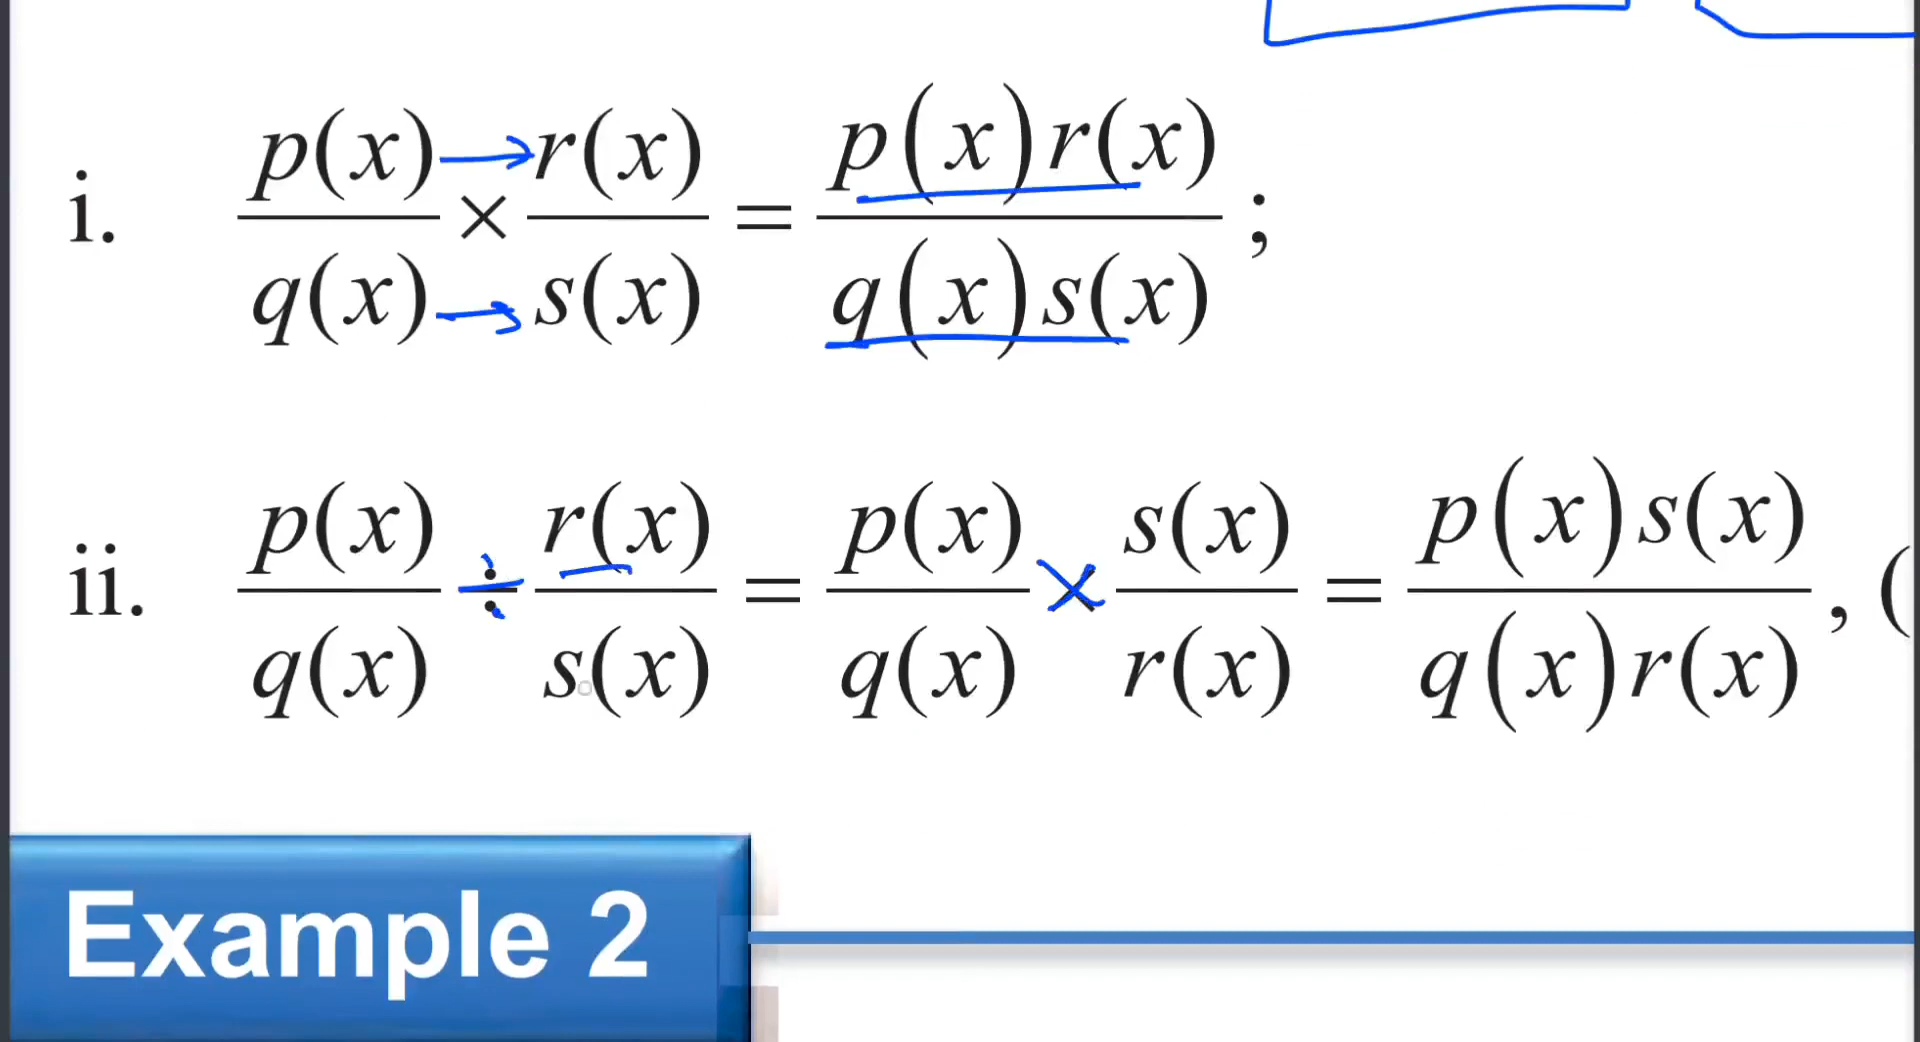 i. p(x)/q(x) × r(x)/s(x) = p(x)r(x)/q(x)s(x) ;
ii. p(x)/q(x) ÷ r(x)/s(x) = p(x)/q(x) × s(x)/r(x) = p(x)s(x)/q(x)r(x) , (
Example 2